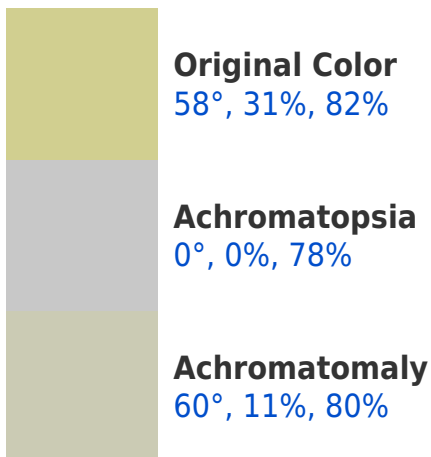 Original Color
58°, 31%, 82%
Achromatopsia
0°, 0%, 78%
Achromatomaly
60°, 11%, 80%